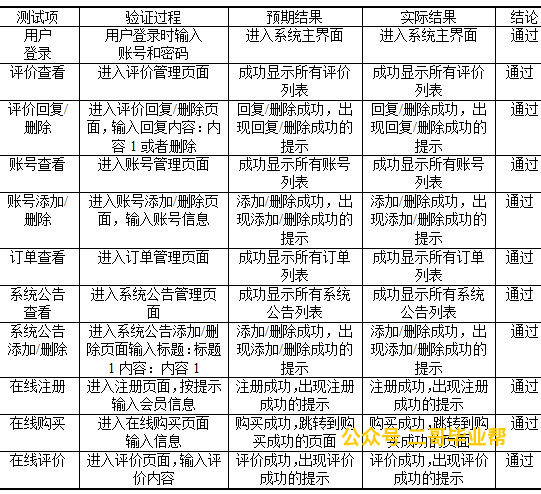 测试项 验证过程 预期结果 实际结果 结论
用户 用户登录时输入 进入系统主界面 进入系统主界面 通过
登录 账号和密码
评价查看 进入评价管理页面 成功显示所有评价 成功显示所有评价 通过
列表 列表
评价回复/ 进入评价回复/删除页 回复/删除成功，出 回复/删除成功，出 通过
删除 面，输入回复内容：内 现回复/删除成功的 现回复/删除成功的
容 1 或者删除 提示 提示
账号查看 进入账号管理页面 成功显示所有账号 成功显示所有账号 通过
列表 列表
账号添加/ 进入账号添加/删除页 添加/删除成功，出 添加/删除成功，出 通过
删除 面，输入账号信息 现添加/删除成功的 现添加/删除成功的
提示 提示
订单查看 进入订单管理页面 成功显示所有订单 成功显示所有订单 通过
列表 列表
系统公告 进入系统公告管理页 成功显示所有系统 成功显示所有系统 通过
查看 面 公告列表 公告列表
系统公告 进入系统公告添加/删 添加/删除成功，出 添加/删除成功，出 通过
添加/删除 除页面输入标题：标题 现添加/删除成功的 现添加/删除成功的
1 内容：内容 1 提示 提示
在线注册 进入注册页面，按提示 注册成功，出现注册 注册成功，出现注册 通过
输入会员信息 成功的提示 成功的提示
在线购买 进入在线购买页面 购买成功，跳转到购 购买成功，跳转到购 通过
输入信息 买成功的页面 买成功的页面
公众号 二哥毕业帮
在线评价 进入评价页面，输入评 评价成功，出现评价 评价成功，出现评价 通过
价内容 成功的提示 成功的提示